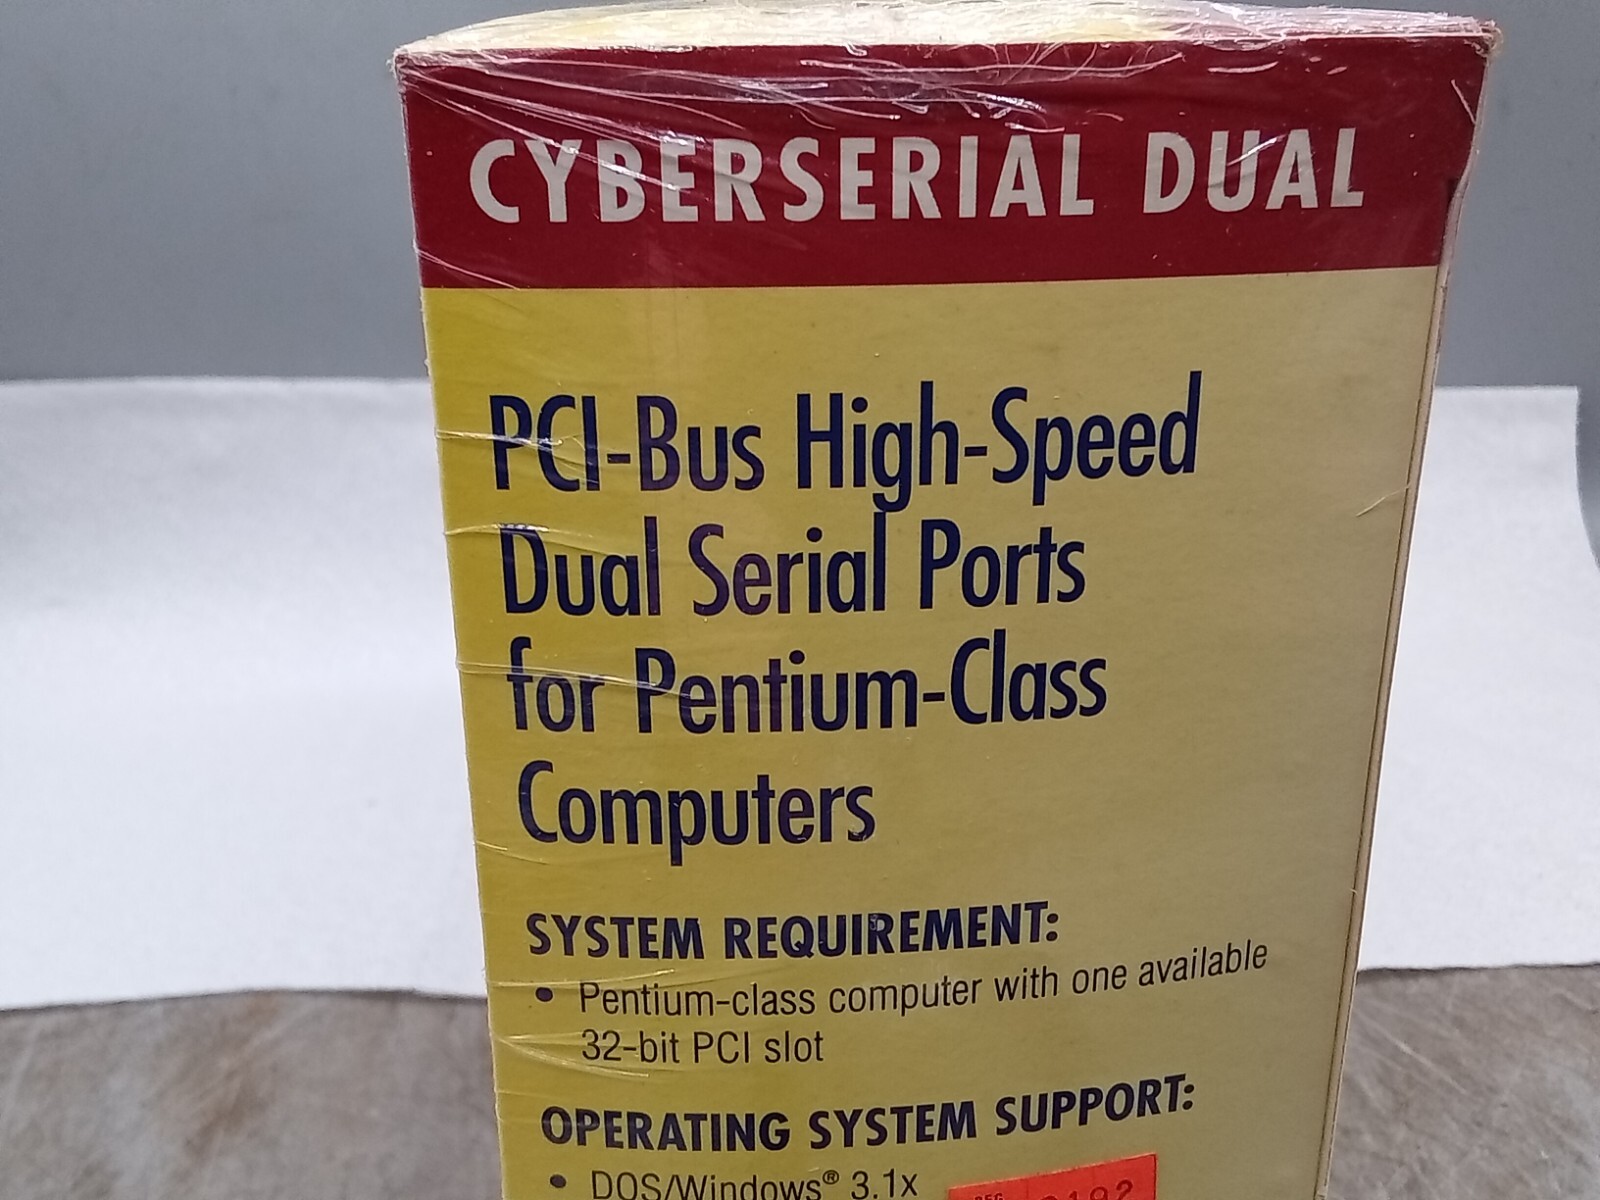 CYBERSERIAL DUAL
PCI-Bus High-Speed
Dual Serial Ports
for Pentium-Class
Computers
SYSTEM REQUIREMENT:
• Pentium-class computer with one available
32-bit PCI slot
OPERATING SYSTEM SUPPORT:
• DOS/Windows® 3.1x